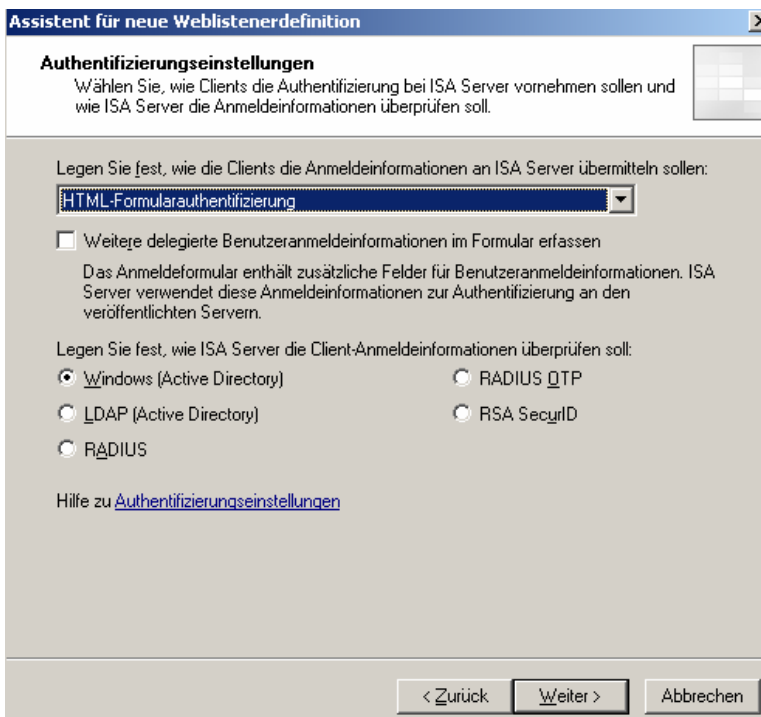 Assistent für neue Weblistenerdefinition
Authentifizierungseinstellungen
Wählen Sie, wie Clients die Authentifizierung bei ISA Server vornehmen sollen und
wie ISA Server die Anmeldeinformationen überprüfen soll.
Legen Sie fest, wie die Clients die Anmeldeinformationen an ISA Server übermitteln sollen:
HTML-Formularauthentifizierung
Weitere delegierte Benutzeranmeldeinformationen im Formular erfassen
Das Anmeldeformular enthält zusätzliche Felder für Benutzeranmeldeinformationen. ISA
Server verwendet diese Anmeldeinformationen zur Authentifizierung an den
veröffentlichten Servern.
Legen Sie fest, wie ISA Server die Client-Anmeldeinformationen überprüfen soll:
Windows (Active Directory) RADIUS OTP
LDAP (Active Directory) RSA SecurID
RADIUS
Hilfe zu Authentifizierungseinstellungen
< Zurück Weiter > Abbrechen